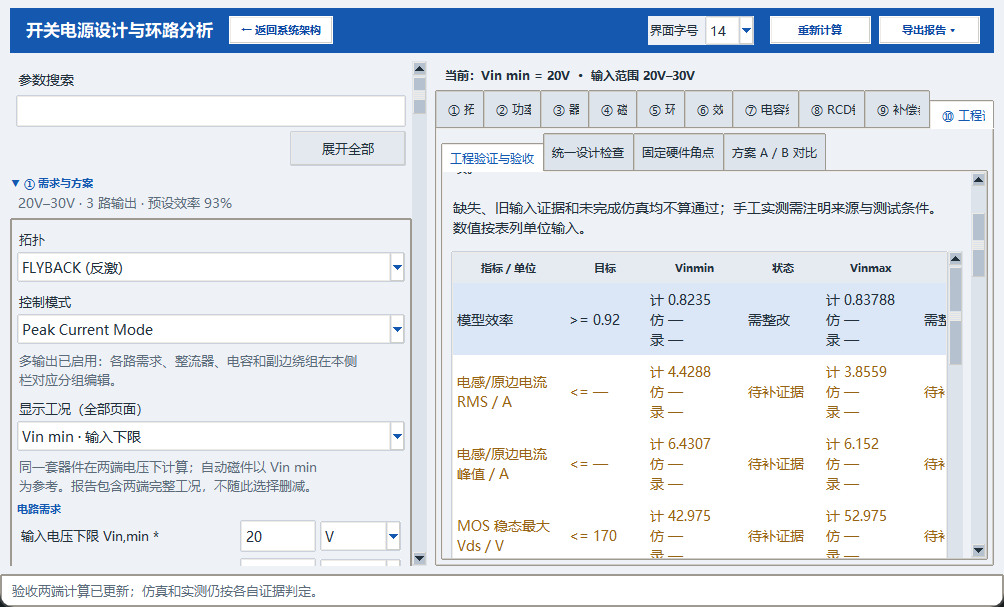 开关电源设计与环路分析
←返回系统架构
界面字号 14
重新计算
导出报告
参数搜索
展开全部
▼ ① 需求与方案
20V–30V · 3 路输出 · 预设效率 93%
拓扑
FLYBACK (反激)
控制模式
Peak Current Mode
多输出已启用：各路需求、整流器、电容和副边绕组在本侧
栏对应分组编辑。
显示工况（全部页面）
Vin min · 输入下限
同一套器件在两端电压下计算；自动磁件以 Vin min
为参考。报告包含两端完整工况，不随此选择删减。
电路需求
输入电压下限 Vin,min *
20
V
当前：Vin min = 20V · 输入范围 20V–30V
① 拓
② 功率
③ 器
④ 磁
⑤ 环
⑥ 效
⑦ 电容
⑧ RCD
⑨ 补偿
⑩ 工程
工程验证与验收
统一设计检查
固定硬件角点
方案 A / B 对比
缺失、旧输入证据和未完成仿真均不算通过；手工实测需注明来源与测试条件。
数值按表列单位输入。
指标 / 单位 目标 Vinmin 状态 Vinmax
模型效率 >= 0.92 计 0.8235 需整改 计 0.83788 需整
仿 — 仿 —
录 — 录 —
电感/原边电流 计 4.4288 计 3.8559
RMS / A <= — 仿 — 待补证据 仿 — 待补
录 — 录 —
电感/原边电流 计 6.4307 计 6.152
峰值 / A <= — 仿 — 待补证据 仿 — 待补
录 — 录 —
MOS 稳态最大 计 42.975 计 52.975
Vds / V <= 170 仿 — 待补证据 仿 — 待补
录 — 录 —
验收两端计算已更新；仿真和实测仍按各自证据判定。